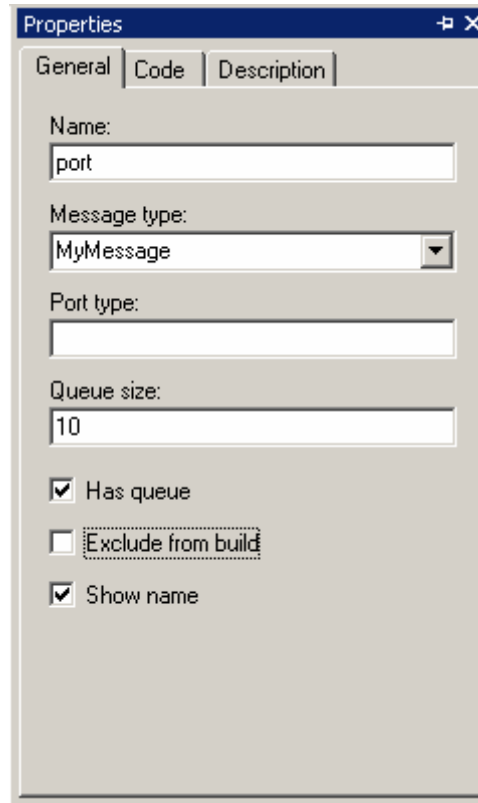 Properties
General Code Description
Name:
port
Message type:
MyMessage
Port type:
Queue size:
10
Has queue
Exclude from build
Show name